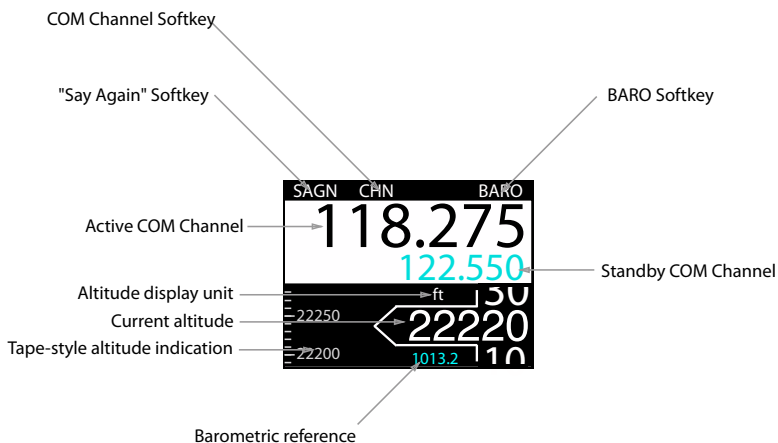 COM Channel Softkey
"Say Again" Softkey
BARO Softkey
SAGN CHN BARO
118.275
Active COM Channel
122.550
Standby COM Channel
Altitude display unit
ft
30
22250
Current altitude
22220
Tape-style altitude indication
22200
1013.2
10
Barometric reference